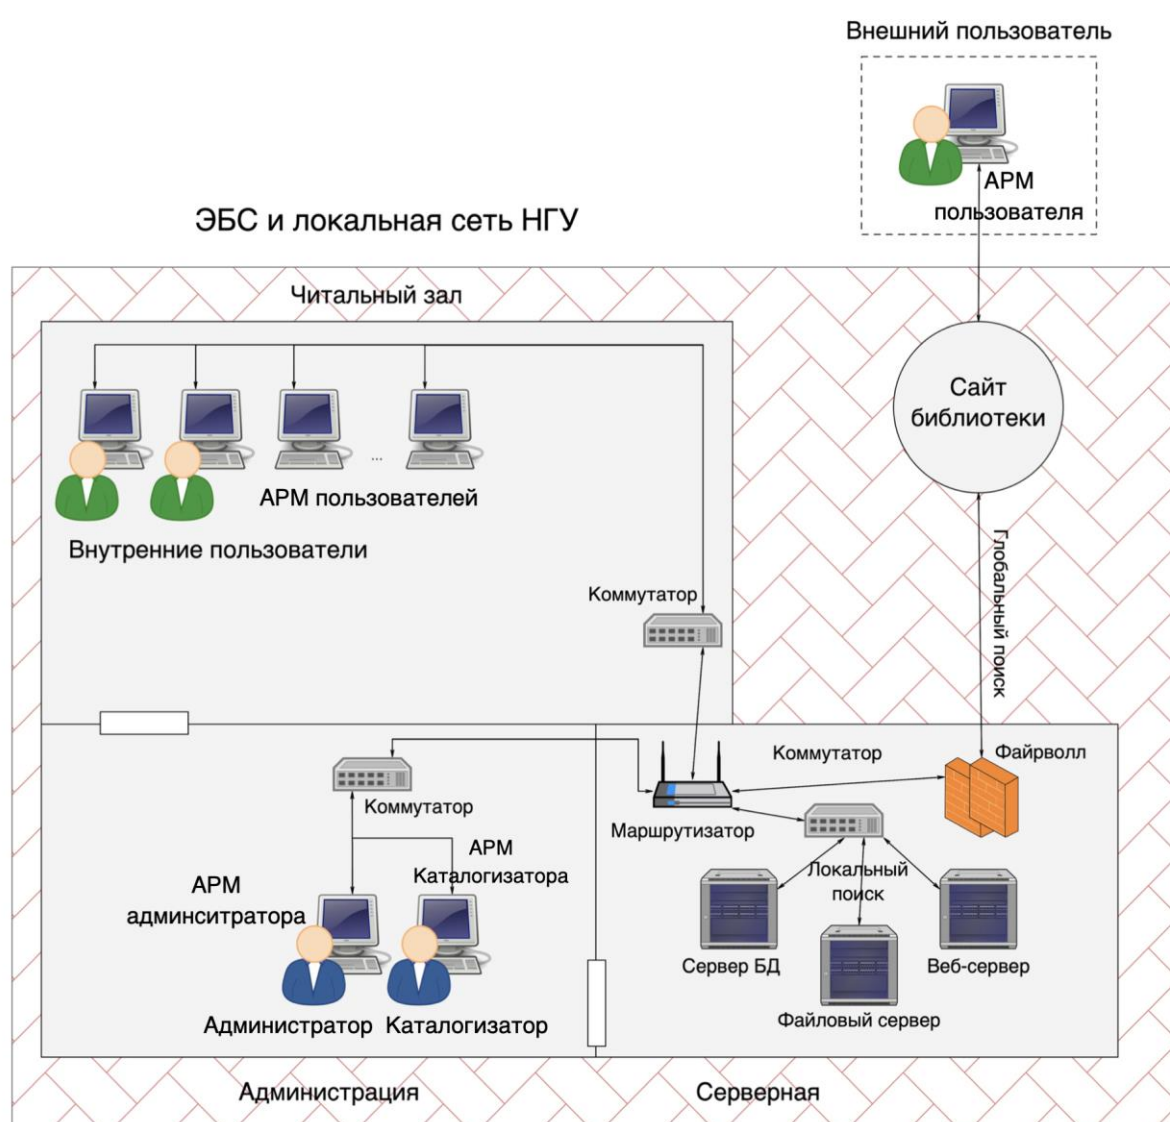 Внешний пользователь
АРМ
пользователя
ЭБС и локальная сеть НГУ
Читальный зал
Сайт
библиотеки
...
АРМ пользователей
Внутренние пользователи
Глобальный поиск
Коммутатор
Коммутатор
Файрволл
Коммутатор
Маршрутизатор
АРМ
Каталогизатора
Локальный
поиск
АРМ
админситратора
Сервер БД
Веб-сервер
Файловый сервер
Администратор
Каталогизатор
Администрация
Серверная